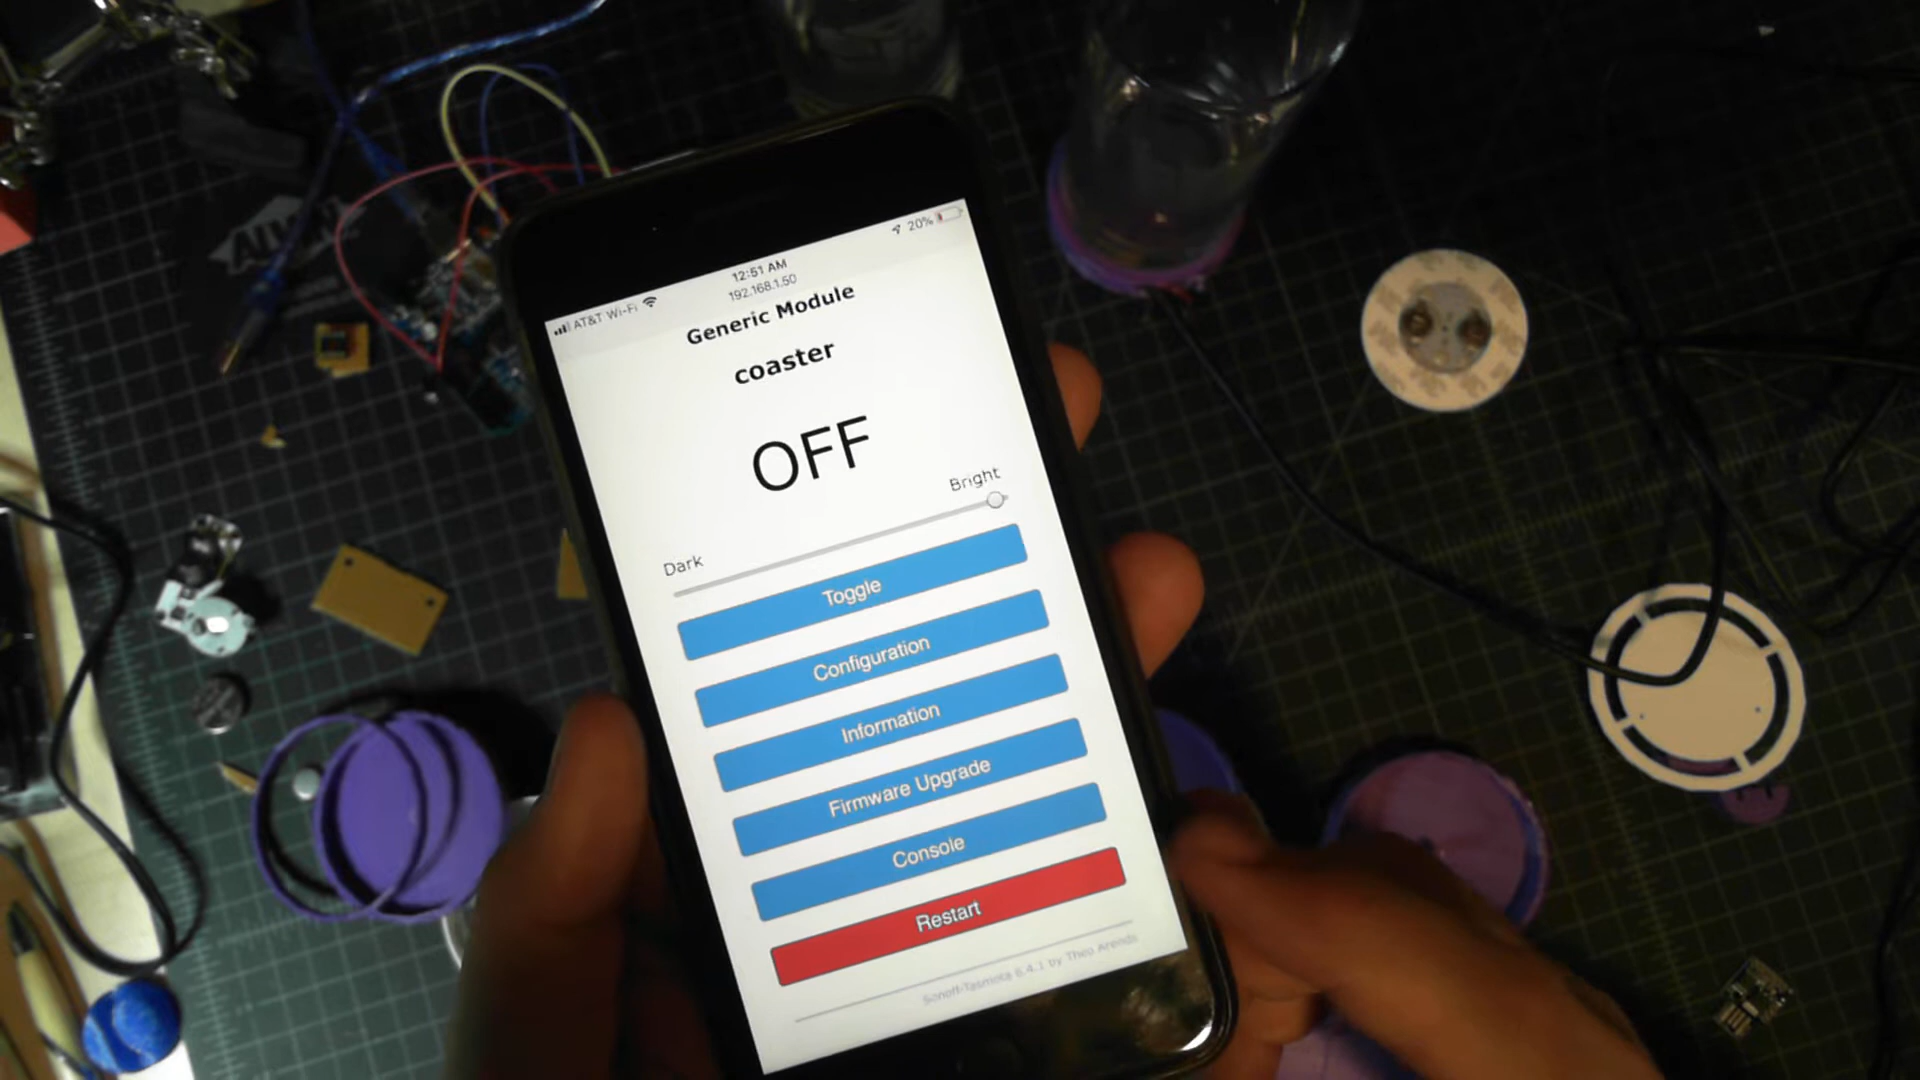 AT&T Wi-Fi 12:51 AM 20%
192.168.1.50
Generic Module
coaster
OFF
Dark Bright
Toggle
Configuration
Information
Firmware Upgrade
Console
Restart
Sonoff-Tasmota 6.4.1 by Theo Arends